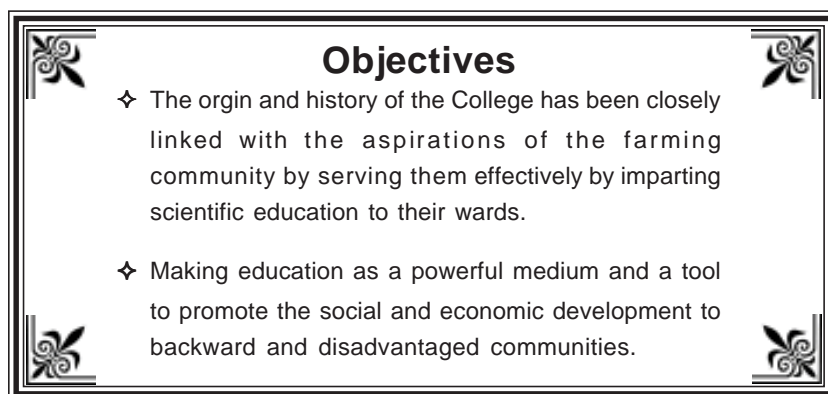 Objectives
✧ The orgin and history of the College has been closely
linked with the aspirations of the farming
community by serving them effectively by imparting
scientific education to their wards.
✧ Making education as a powerful medium and a tool
to promote the social and economic development to
backward and disadvantaged communities.